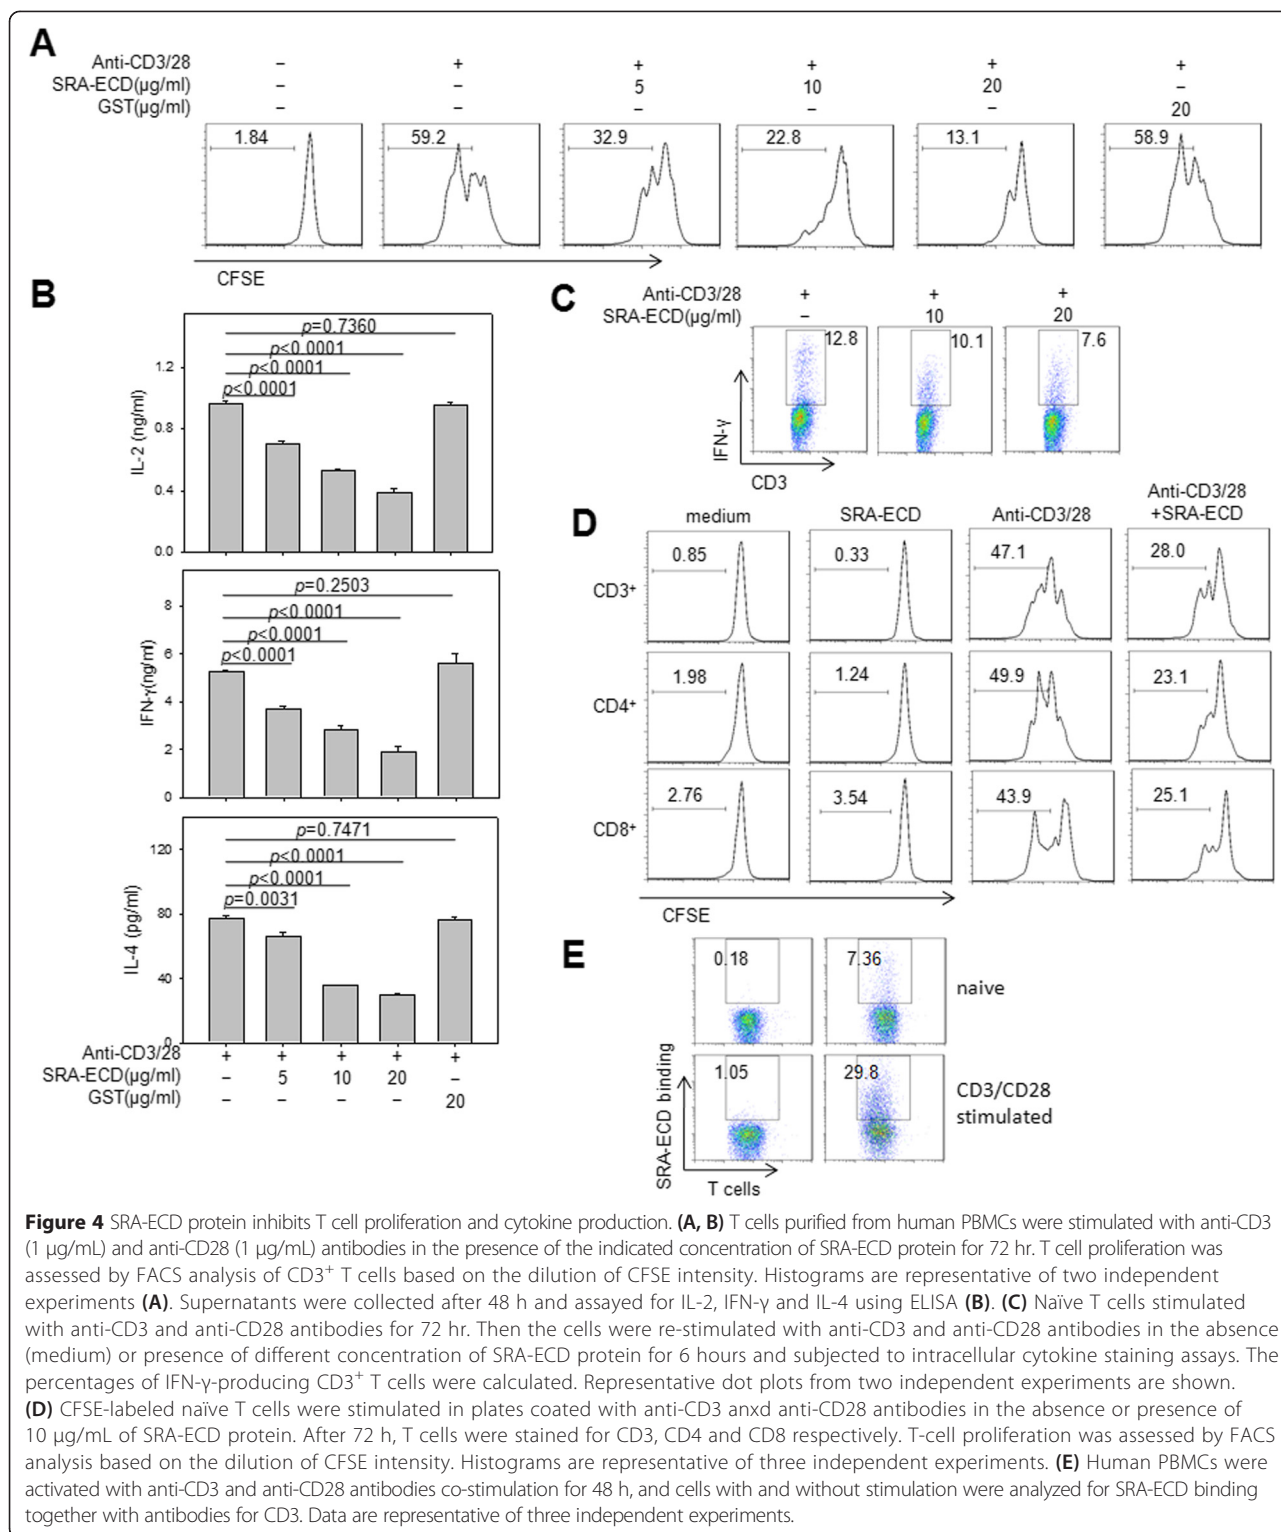 A
Anti-CD3/28 – + + + + +
SRA-ECD(µg/ml) – – 5 10 20 –
GST(µg/ml) – – – – – 20
1.84 59.2 32.9 22.8 13.1 58.9
CFSE
B
p=0.7360
p<0.0001
p<0.0001
p<0.0001
1.2
0.8
0.4
0.0
IL-2 (ng/ml)
p=0.2503
p<0.0001
p<0.0001
p<0.0001
8
6
4
2
0
IFN-γ(ng/ml)
p=0.7471
p<0.0001
p<0.0001
p=0.0031
120
80
40
0
IL-4 (pg/ml)
Anti-CD3/28 + + + + +
SRA-ECD(µg/ml) – 5 10 20 –
GST(µg/ml) – – – – 20
C
Anti-CD3/28 + + +
SRA-ECD(µg/ml) – 10 20
12.8 10.1 7.6
IFN-γ
CD3
D
medium SRA-ECD Anti-CD3/28 Anti-CD3/28
+SRA-ECD
CD3+ 0.85 0.33 47.1 28.0
CD4+ 1.98 1.24 49.9 23.1
CD8+ 2.76 3.54 43.9 25.1
CFSE
E
0.18 7.36 naive
1.05 29.8 CD3/CD28
stimulated
SRA-ECD binding
T cells
Figure 4 SRA-ECD protein inhibits T cell proliferation and cytokine production. (A, B) T cells purified from human PBMCs were stimulated with anti-CD3
(1 µg/mL) and anti-CD28 (1 µg/mL) antibodies in the presence of the indicated concentration of SRA-ECD protein for 72 hr. T cell proliferation was
assessed by FACS analysis of CD3+ T cells based on the dilution of CFSE intensity. Histograms are representative of two independent
experiments (A). Supernatants were collected after 48 h and assayed for IL-2, IFN-γ and IL-4 using ELISA (B). (C) Naïve T cells stimulated
with anti-CD3 and anti-CD28 antibodies for 72 hr. Then the cells were re-stimulated with anti-CD3 and anti-CD28 antibodies in the absence
(medium) or presence of different concentration of SRA-ECD protein for 6 hours and subjected to intracellular cytokine staining assays. The
percentages of IFN-γ-producing CD3+ T cells were calculated. Representative dot plots from two independent experiments are shown.
(D) CFSE-labeled naïve T cells were stimulated in plates coated with anti-CD3 anxd anti-CD28 antibodies in the absence or presence of
10 µg/mL of SRA-ECD protein. After 72 h, T cells were stained for CD3, CD4 and CD8 respectively. T-cell proliferation was assessed by FACS
analysis based on the dilution of CFSE intensity. Histograms are representative of three independent experiments. (E) Human PBMCs were
activated with anti-CD3 and anti-CD28 antibodies co-stimulation for 48 h, and cells with and without stimulation were analyzed for SRA-ECD binding
together with antibodies for CD3. Data are representative of three independent experiments.